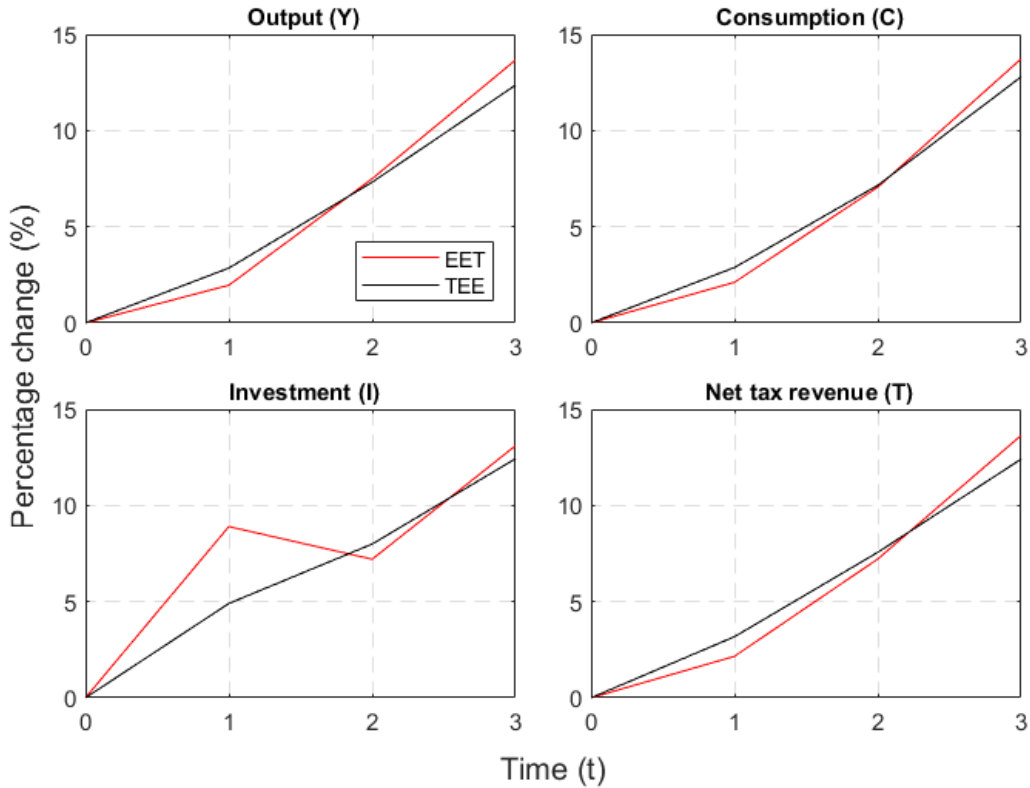 Output (Y)
15
10
5
0
0 1 2 3
EET
TEE
Consumption (C)
15
10
5
0
0 1 2 3
Investment (I)
15
10
5
0
0 1 2 3
Net tax revenue (T)
15
10
5
0
0 1 2 3
Percentage change (%)
Time (t)